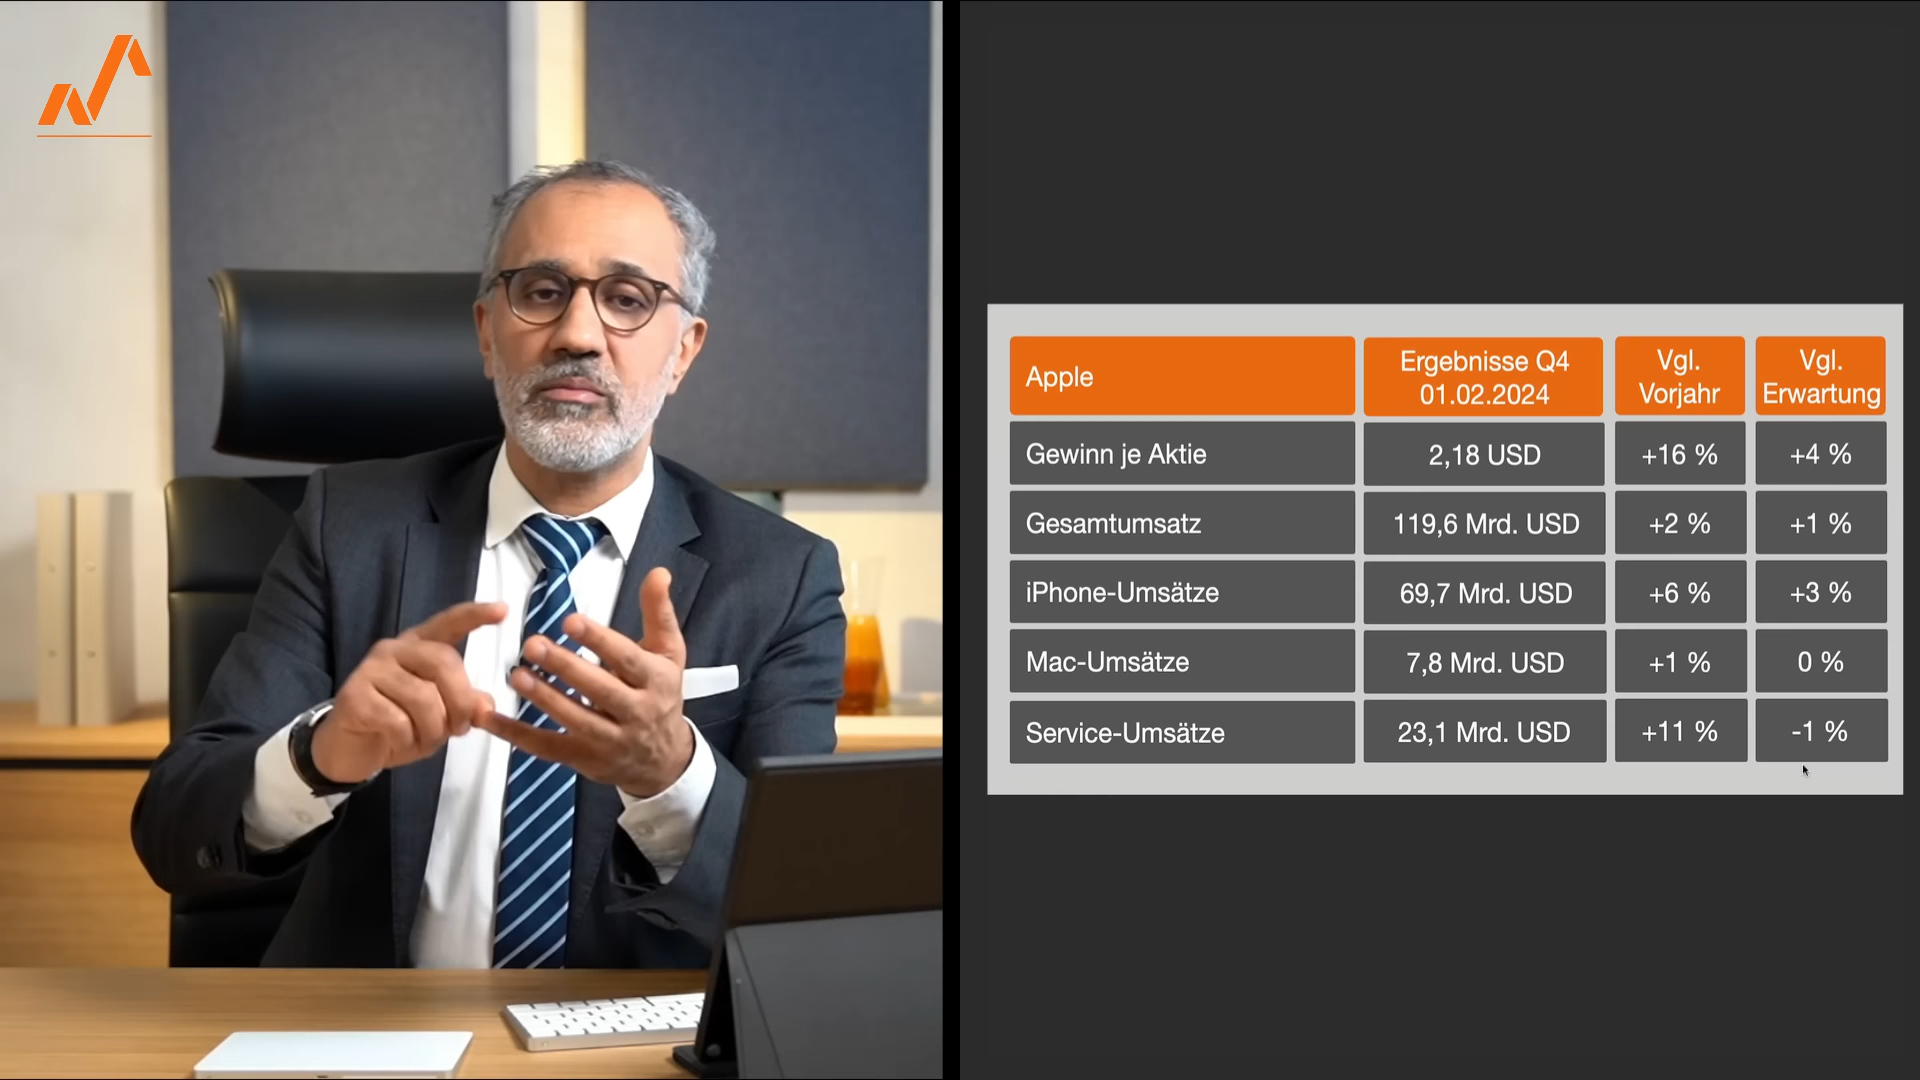 Apple
Ergebnisse Q4
01.02.2024
Vgl.
Vorjahr
Vgl.
Erwartung
Gewinn je Aktie
2,18 USD
+16 %
+4 %
Gesamtumsatz
119,6 Mrd. USD
+2 %
+1 %
iPhone-Umsätze
69,7 Mrd. USD
+6 %
+3 %
Mac-Umsätze
7,8 Mrd. USD
+1 %
0 %
Service-Umsätze
23,1 Mrd. USD
+11 %
-1 %